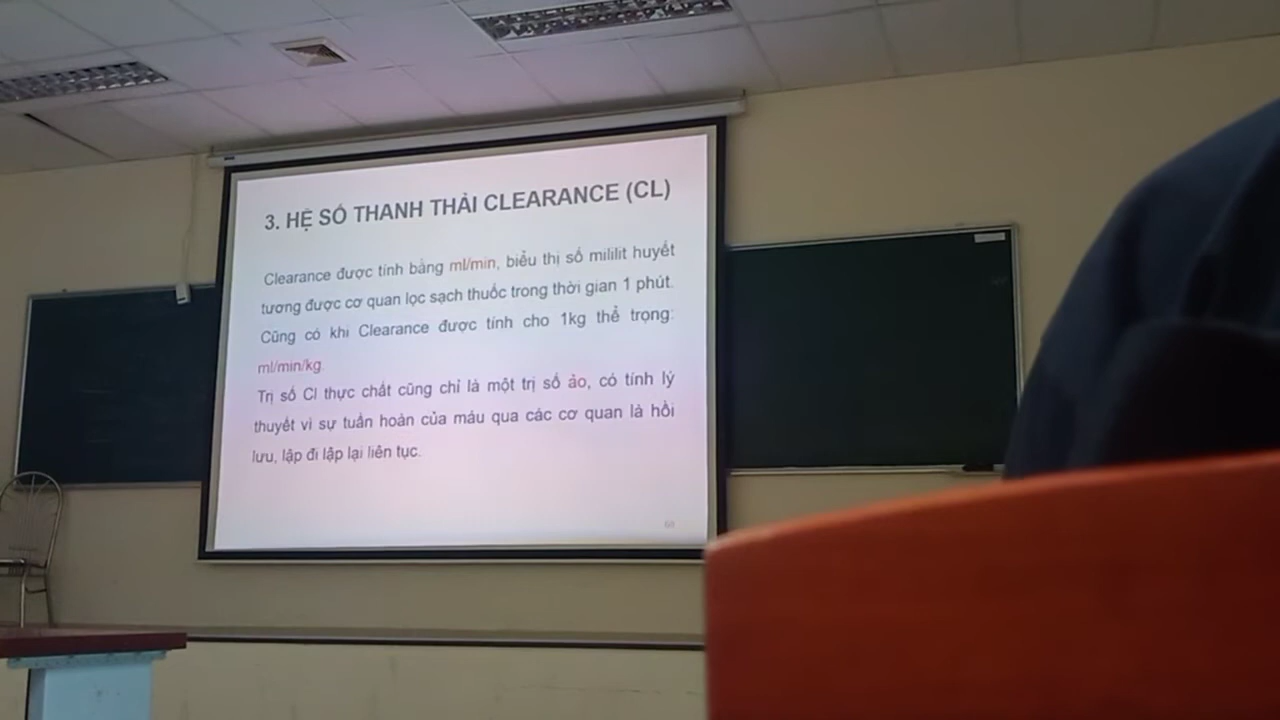 3. HỆ SỐ THANH THẢI CLEARANCE (CL)
Clearance được tính bằng ml/min, biểu thị số mililit huyết
tương được cơ quan lọc sạch thuốc trong thời gian 1 phút.
Cũng có khi Clearance được tính cho 1kg thể trọng:
ml/min/kg.
Trị số Cl thực chất cũng chỉ là một trị số ảo, có tính lý
thuyết vì sự tuần hoàn của máu qua các cơ quan là hồi
lưu, lập đi lập lại liên tục.